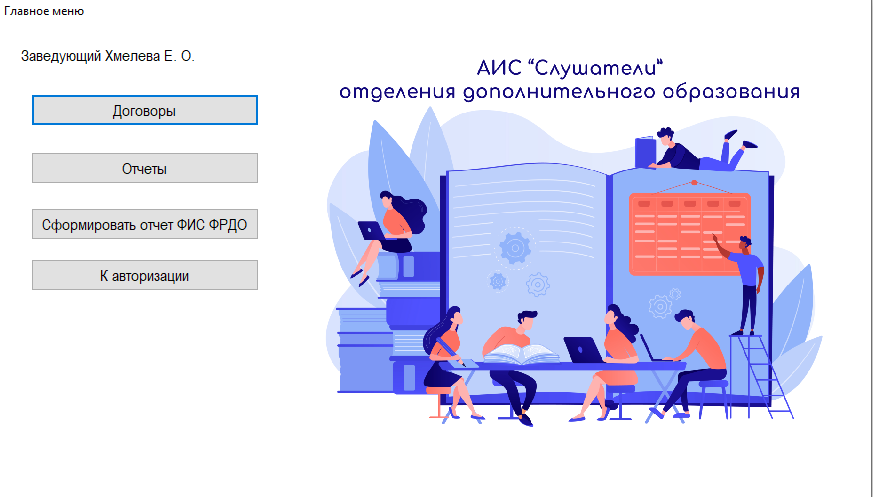 Главное меню
Заведующий Хмелева Е. О.
Договоры
Отчеты
Сформировать отчет ФИС ФРДО
К авторизации
АИС “Слушатели”
отделения дополнительного образования